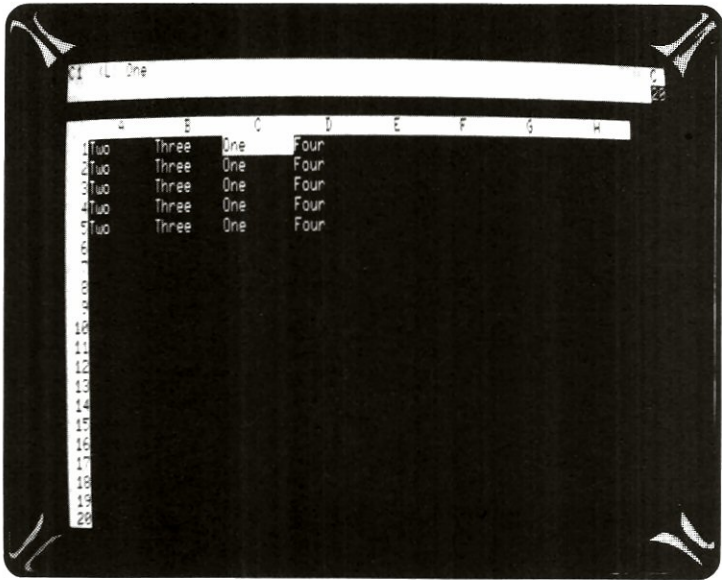 C1 (L) One C
22
A B C D E F G H
1 Two Three One Four
2 Two Three One Four
3 Two Three One Four
4 Two Three One Four
5 Two Three One Four
6
7
8
9
10
11
12
13
14
15
16
17
18
19
20